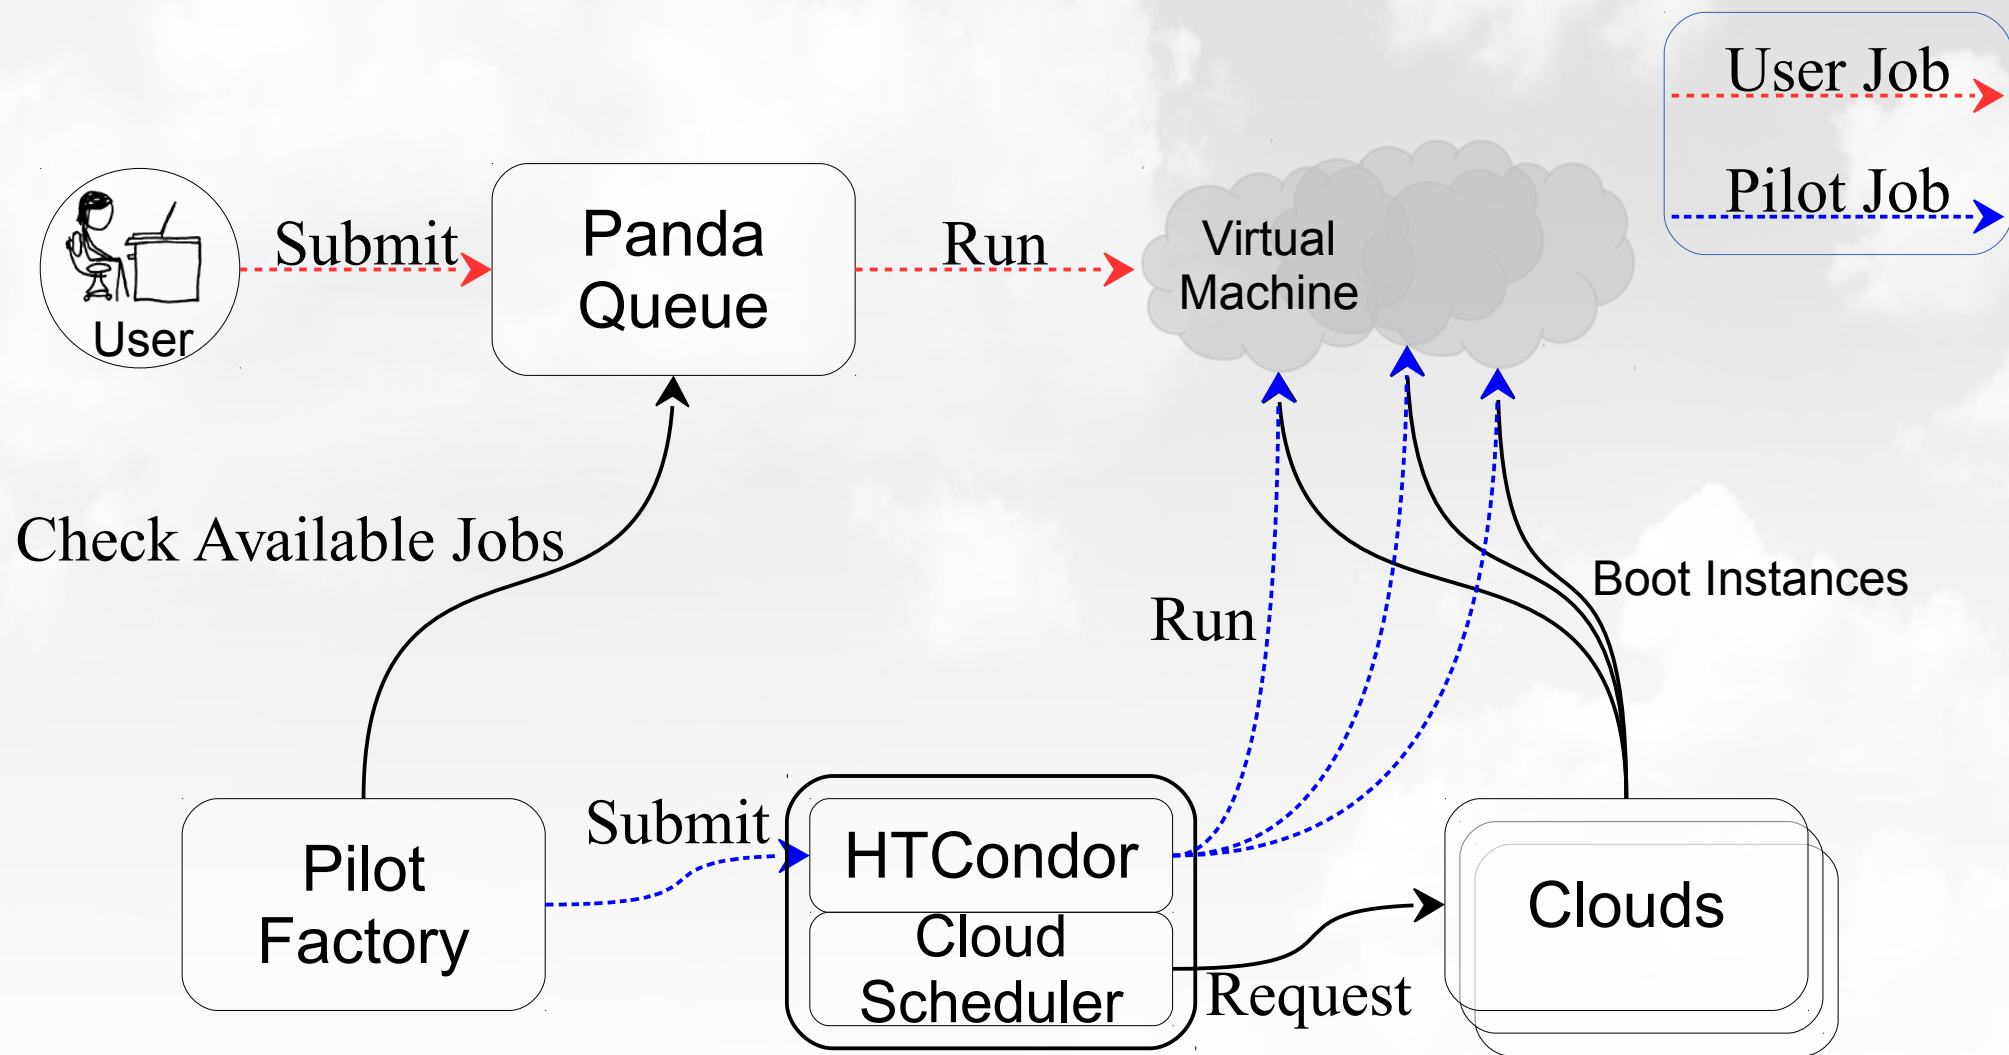 User Job
Pilot Job
User
Submit
Panda
Queue
Run
Virtual
Machine
Check Available Jobs
Run
Boot Instances
Pilot
Factory
Submit
HTCondor
Cloud
Scheduler
Request
Clouds